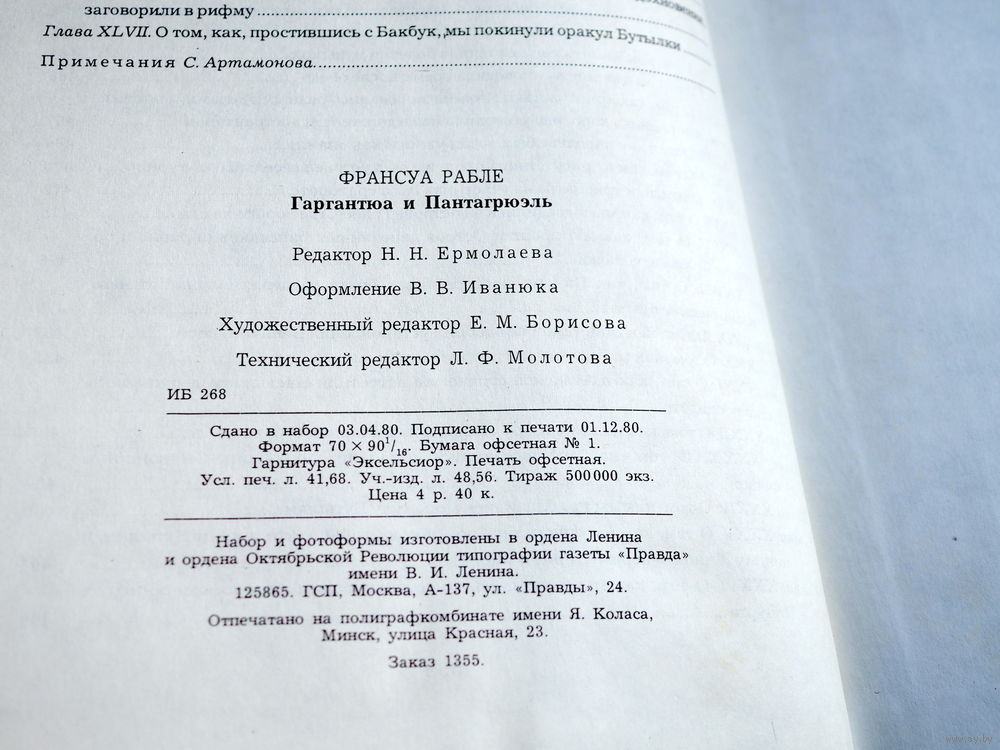 заговорили в рифму
Глава XLVII. О том, как, простившись с Бакбук, мы покинули оракул Бутылки
Примечания С. Артамонова
ФРАНСУА РАБЛЕ
Гаргантюа и Пантагрюэль
Редактор Н. Н. Ермолаева
Оформление В. В. Иванюка
Художественный редактор Е. М. Борисова
Технический редактор Л. Ф. Молотова
ИБ 268
Сдано в набор 03.04.80. Подписано к печати 01.12.80.
Формат 70 × 90¹/₁₆. Бумага офсетная № 1.
Гарнитура «Эксельсиор». Печать офсетная.
Усл. печ. л. 41,68. Уч.-изд. л. 48,56. Тираж 500000 экз.
Цена 4 р. 40 к.
Набор и фотоформы изготовлены в ордена Ленина
и ордена Октябрьской Революции типографии газеты «Правда»
имени В. И. Ленина.
125865. ГСП, Москва, А-137, ул. «Правды», 24.
Отпечатано на полиграфкомбинате имени Я. Коласа,
Минск, улица Красная, 23.
Заказ 1355.
www.ay.by